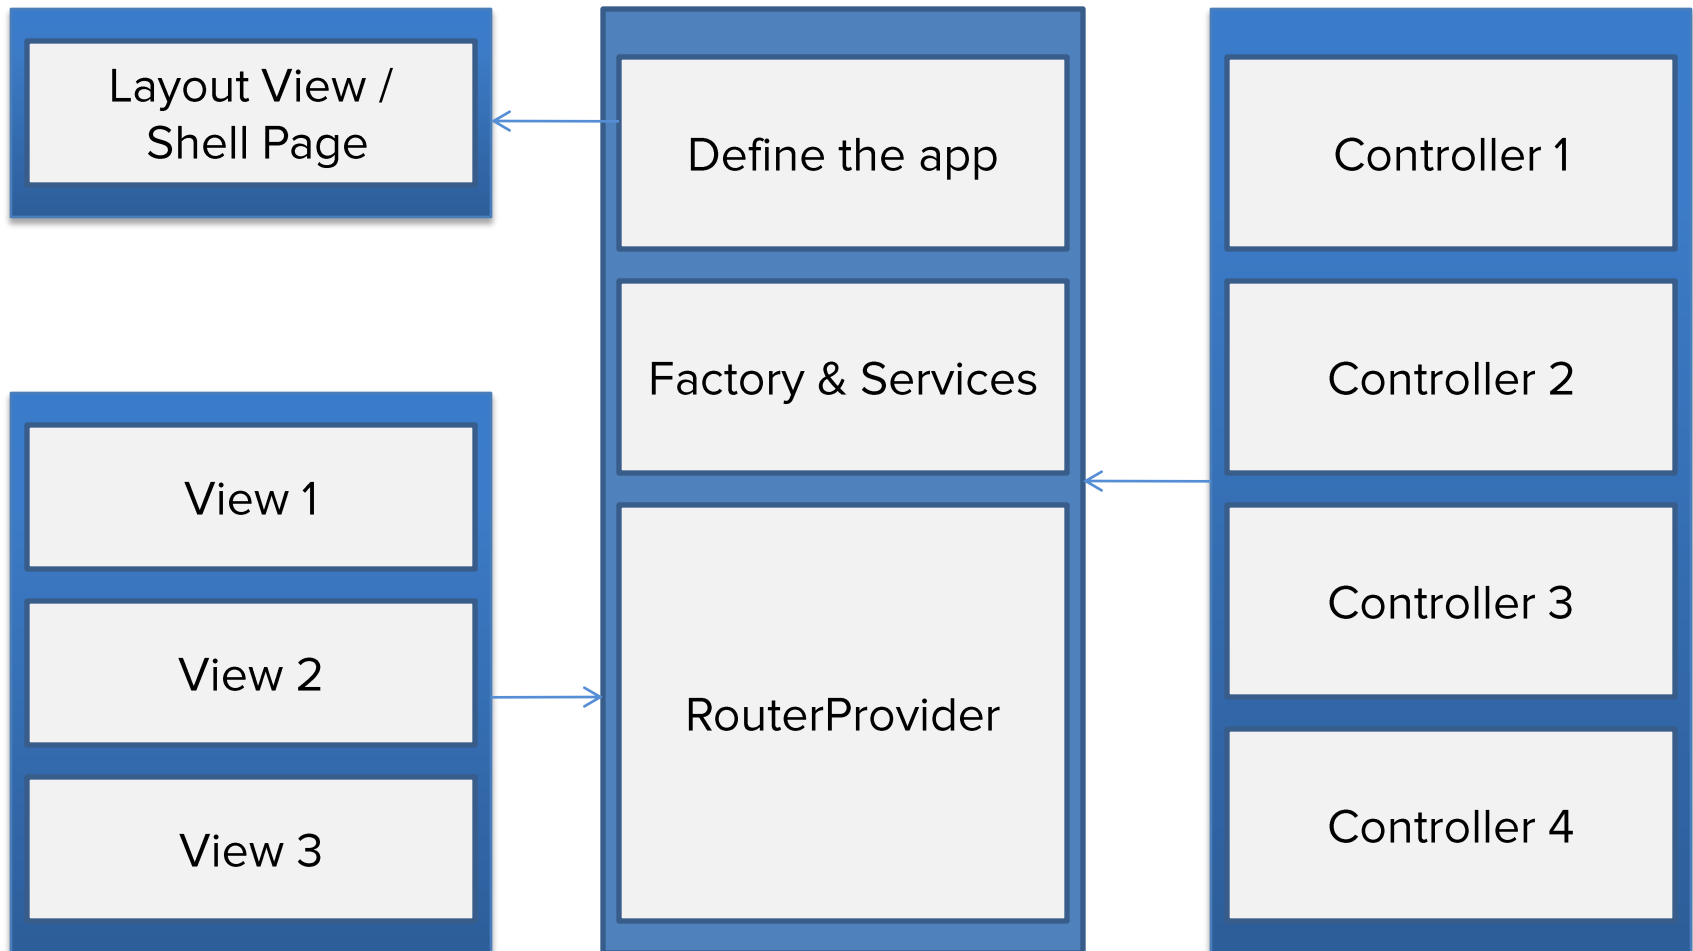 Layout View /
Shell Page
View 1
View 2
View 3
Define the app
Factory & Services
RouterProvider
Controller 1
Controller 2
Controller 3
Controller 4